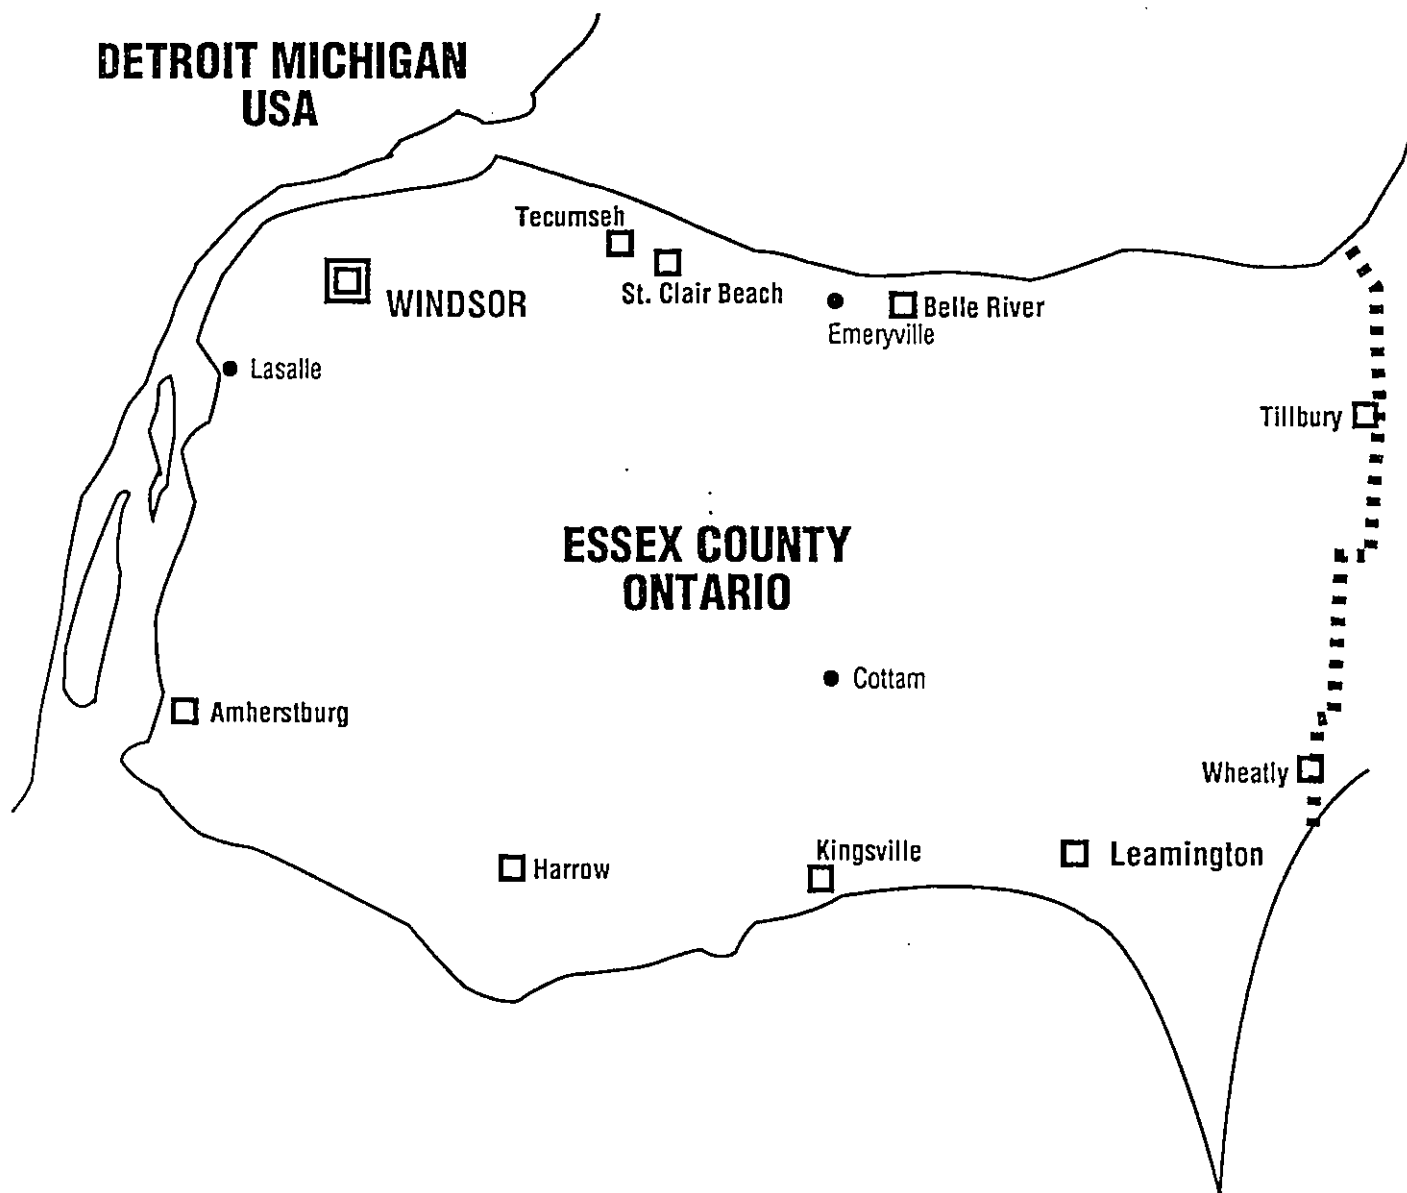 DETROIT MICHIGAN
USA
Tecumseh
St. Clair Beach
WINDSOR
Belle River
Emeryville
Lasalle
Tillbury
ESSEX COUNTY
ONTARIO
Cottam
Amherstburg
Wheatly
Kingsville
Leamington
Harrow